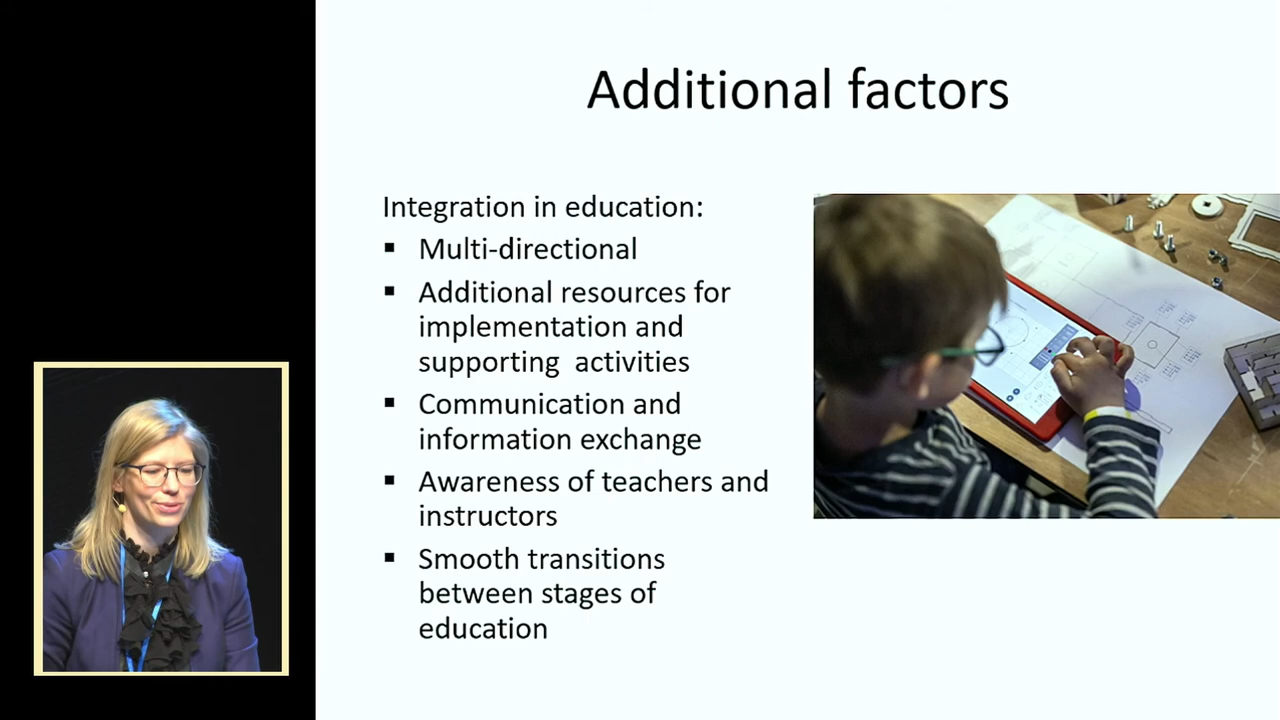 Additional factors
Integration in education:
▪ Multi-directional
▪ Additional resources for
implementation and
supporting activities
▪ Communication and
information exchange
▪ Awareness of teachers and
instructors
▪ Smooth transitions
between stages of
education